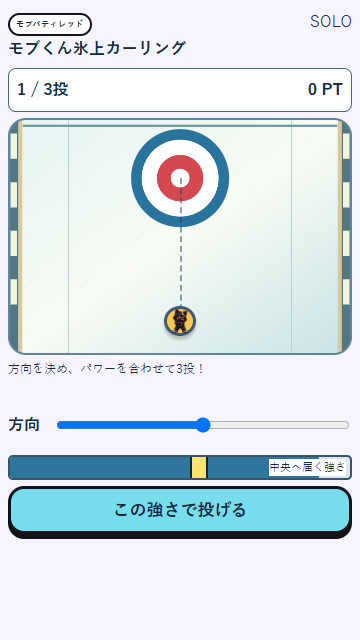 モブパティレッド
SOLO
モブくん氷上カーリング
1 / 3投
0 PT
方向を決め、パワーを合わせて3投！
方向
中央へ届く強さ
この強さで投げる